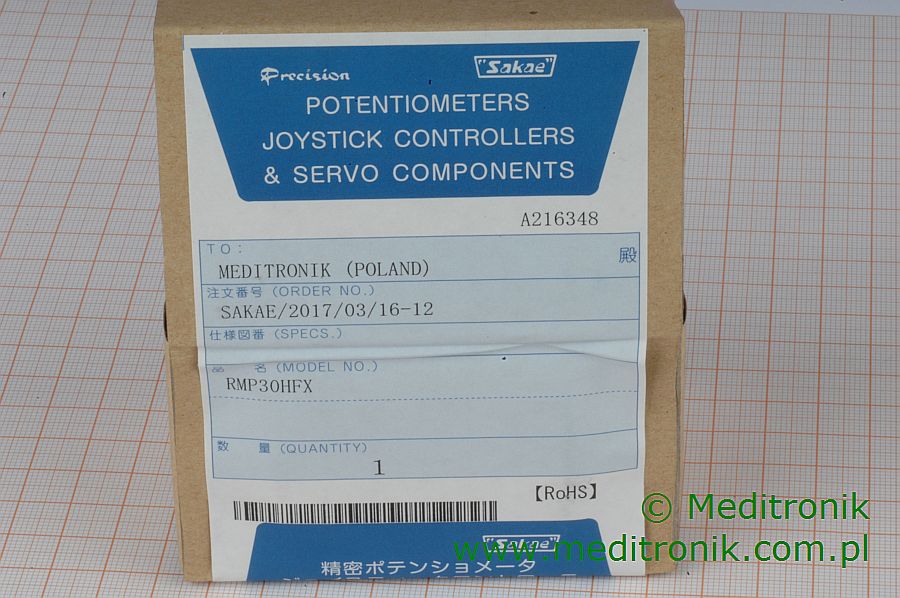 Precision "Sakae"
POTENTIOMETERS
JOYSTICK CONTROLLERS
& SERVO COMPONENTS
A216348
TO:
MEDITRONIK (POLAND) 殿
注文番号 (ORDER NO.)
SAKAE/2017/03/16-12
仕様図番 (SPECS.)
品 名 (MODEL NO.)
RMP30HFX
数 量 (QUANTITY)
1
【RoHS】
© Meditronik
"Sakae"
www.meditronik.com.pl
精密ポテンショメータ